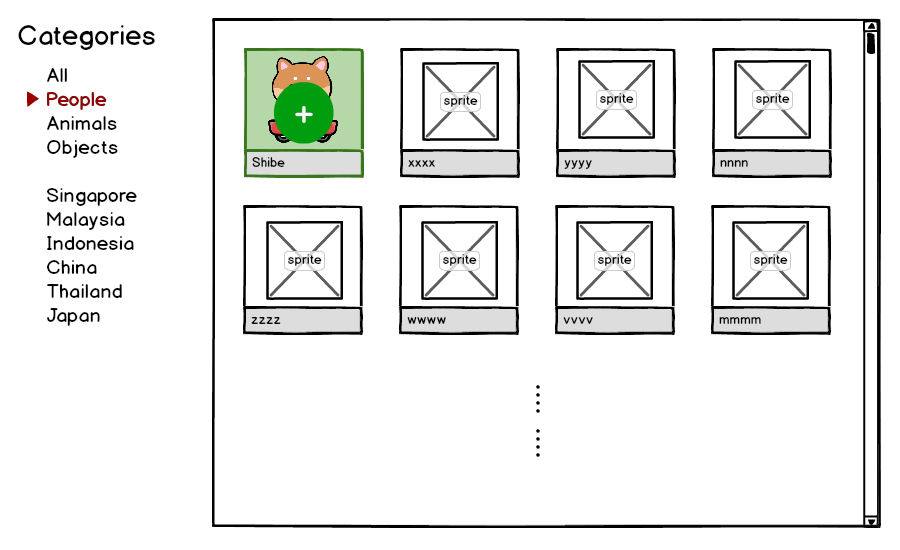 Categories
All
People
Animals
Objects
Singapore
Malaysia
Indonesia
China
Thailand
Japan
sprite
sprite
sprite
Shibe
xxxx
yyyy
nnnn
sprite
sprite
sprite
sprite
zzzz
wwww
vvvv
mmmm